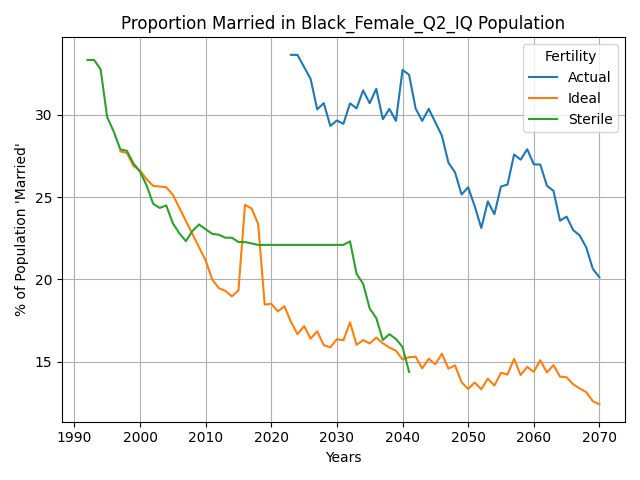 Proportion Married in Black_Female_Q2_IQ Population
% of Population 'Married'
30
25
20
15
Fertility
Actual
Ideal
Sterile
1990 2000 2010 2020 2030 2040 2050 2060 2070
Years